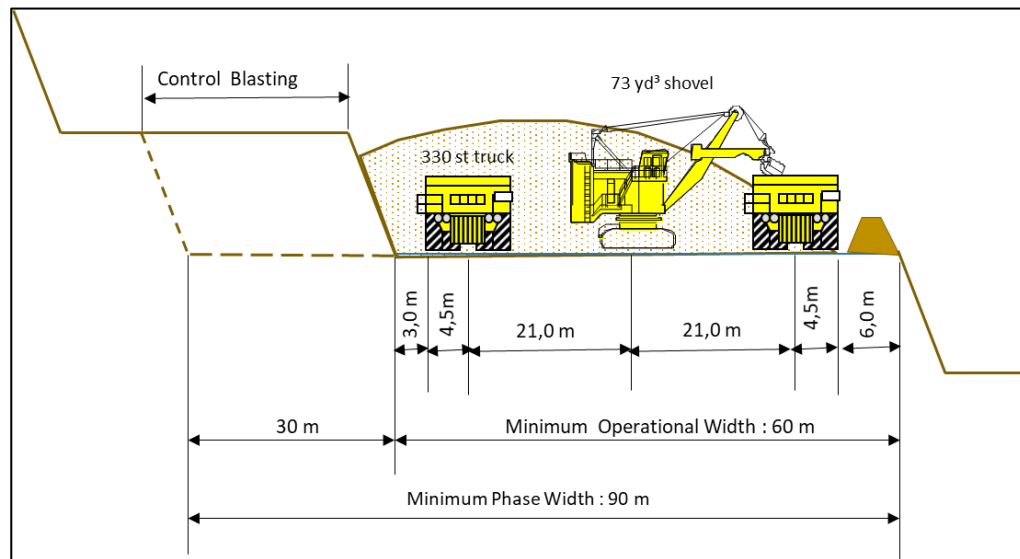 Control Blasting
73 yd³ shovel
330 st truck
3,0 m
4,5m
21,0 m
21,0 m
4,5m
6,0 m
30 m
Minimum Operational Width : 60 m
Minimum Phase Width : 90 m